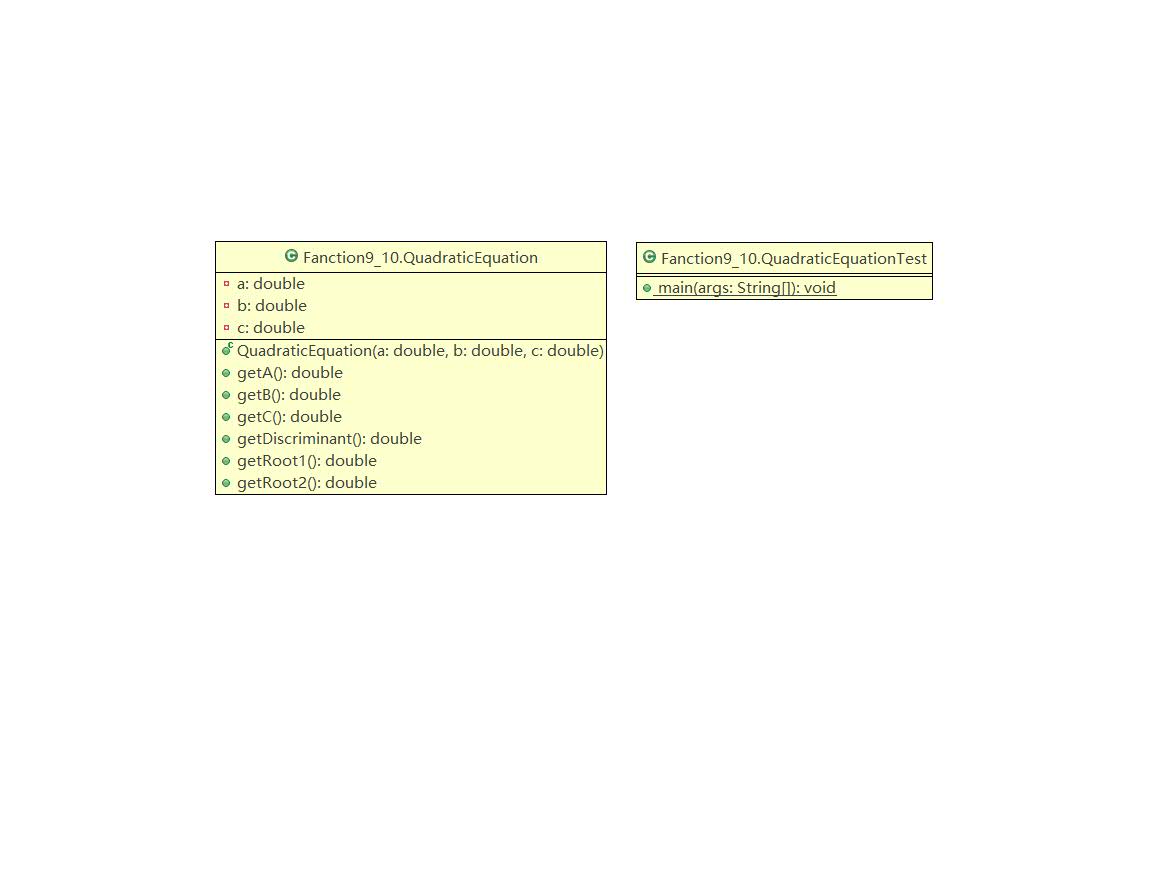 Fanction9_10.QuadraticEquation
a: double
b: double
c: double
QuadraticEquation(a: double, b: double, c: double)
getA(): double
getB(): double
getC(): double
getDiscriminant(): double
getRoot1(): double
getRoot2(): double
Fanction9_10.QuadraticEquationTest
main(args: String[]): void